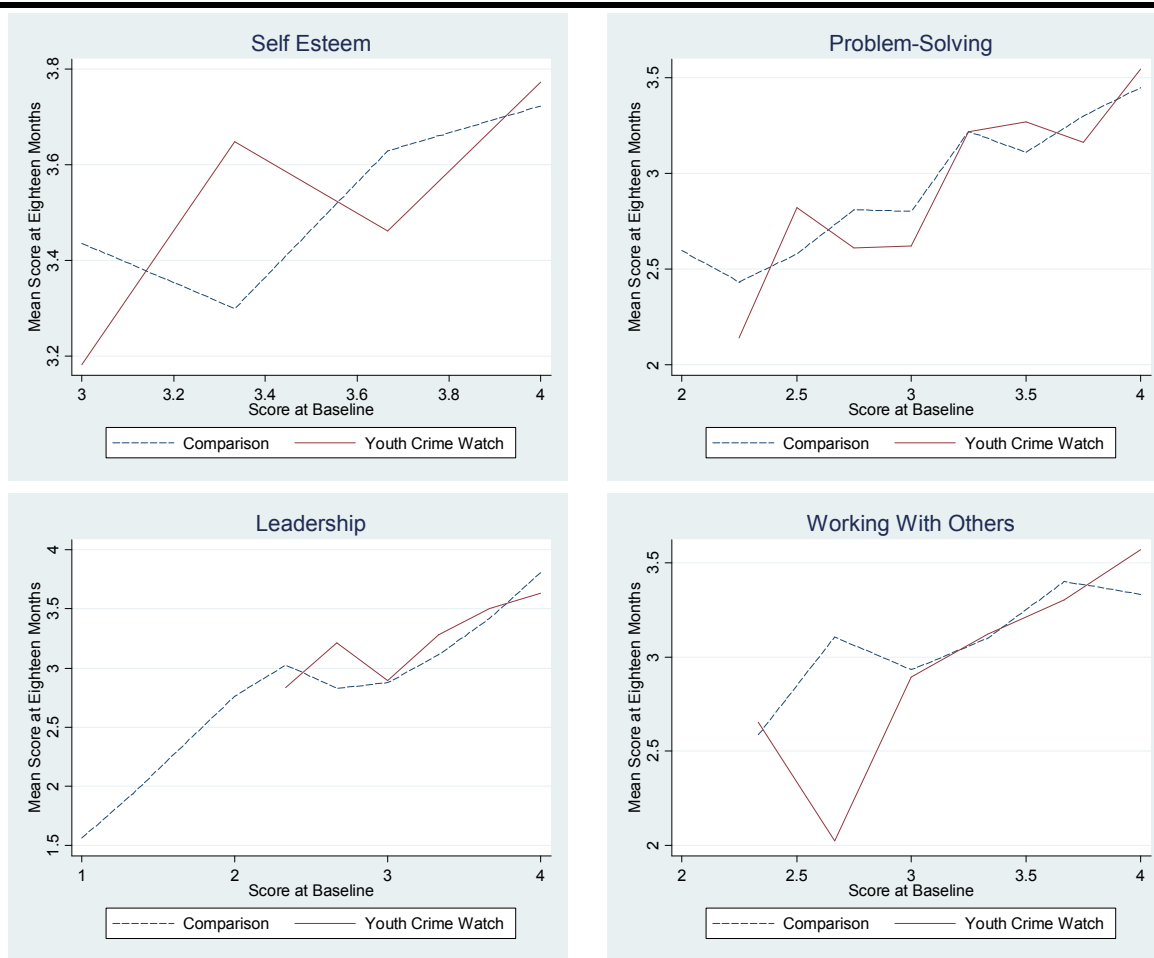 Self Esteem
Mean Score at Eighteen Months
3.8
3.6
3.4
3.2
3 3.2 3.4 3.6 3.8 4
Score at Baseline
Comparison Youth Crime Watch
Problem-Solving
Mean Score at Eighteen Months
3.5
3
2.5
2
2 2.5 3 3.5 4
Score at Baseline
Comparison Youth Crime Watch
Leadership
Mean Score at Eighteen Months
4
3.5
3
2.5
2
1.5
1 2 3 4
Score at Baseline
Comparison Youth Crime Watch
Working With Others
Mean Score at Eighteen Months
3.5
3
2.5
2
2 2.5 3 3.5 4
Score at Baseline
Comparison Youth Crime Watch